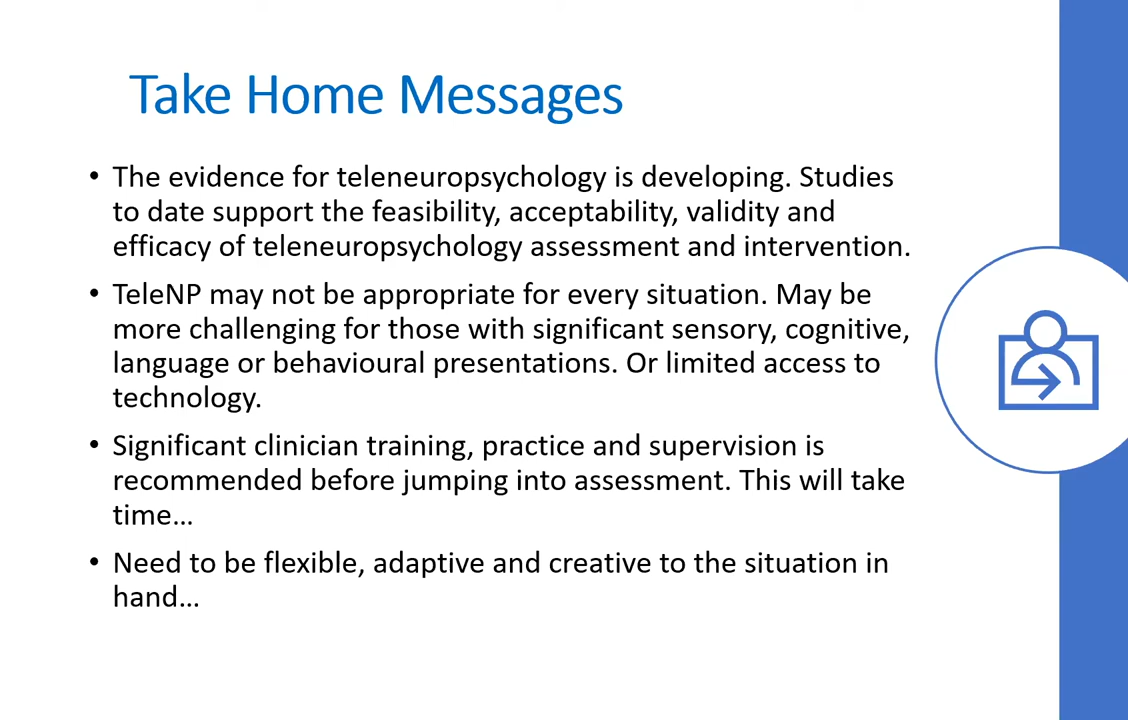 Take Home Messages
• The evidence for teleneuropsychology is developing. Studies
to date support the feasibility, acceptability, validity and
efficacy of teleneuropsychology assessment and intervention.
• TeleNP may not be appropriate for every situation. May be
more challenging for those with significant sensory, cognitive,
language or behavioural presentations. Or limited access to
technology.
• Significant clinician training, practice and supervision is
recommended before jumping into assessment. This will take
time…
• Need to be flexible, adaptive and creative to the situation in
hand…